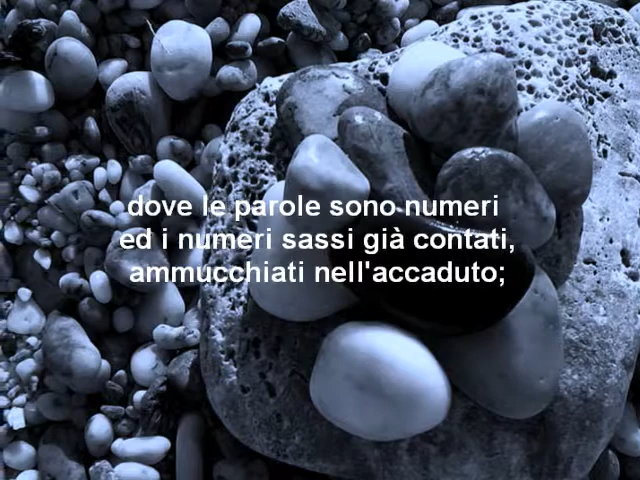 dove le parole sono numeri
ed i numeri sassi già contati,
ammucchiati nell'accaduto;